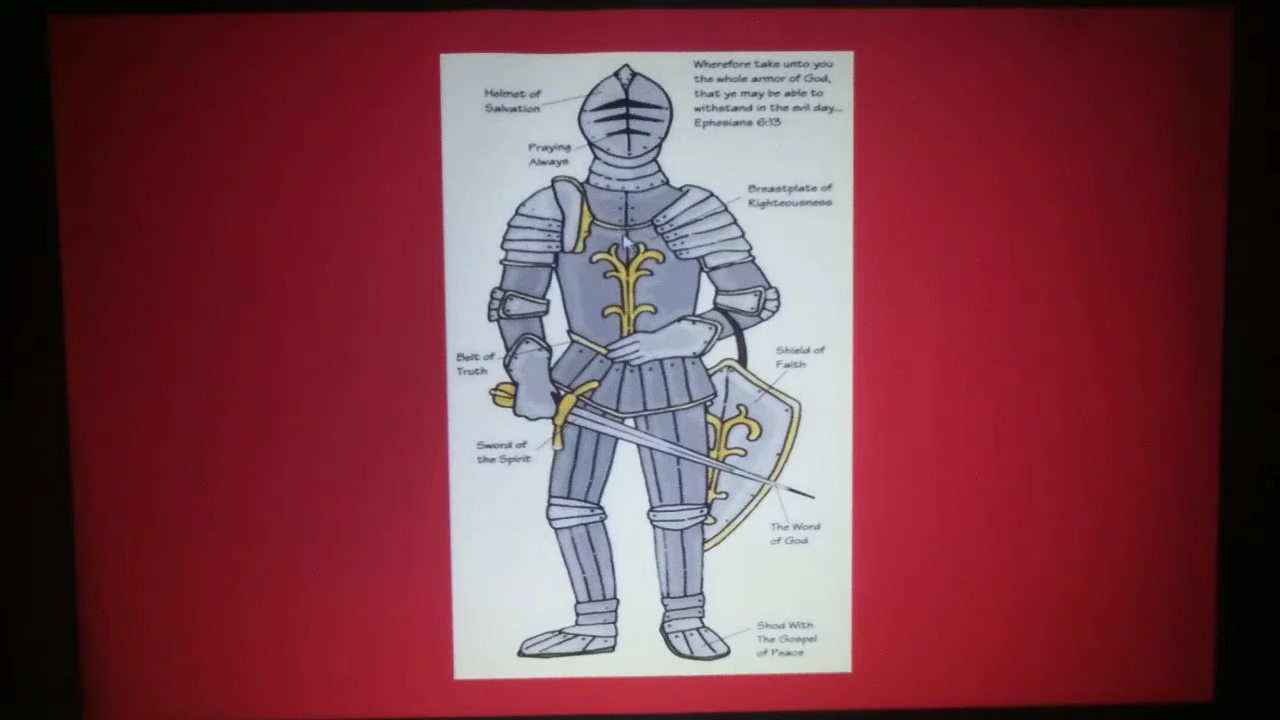 Wherefore take unto you
the whole armor of God,
that ye may be able to
withstand in the evil day...
Ephesians 6:13
Helmet of
Salvation
Praying
Always
Breastplate of
Righteousness
Belt of
Truth
Shield of
Faith
Sword of
the Spirit
The Word
of God
Shod With
The Gospel
of Peace